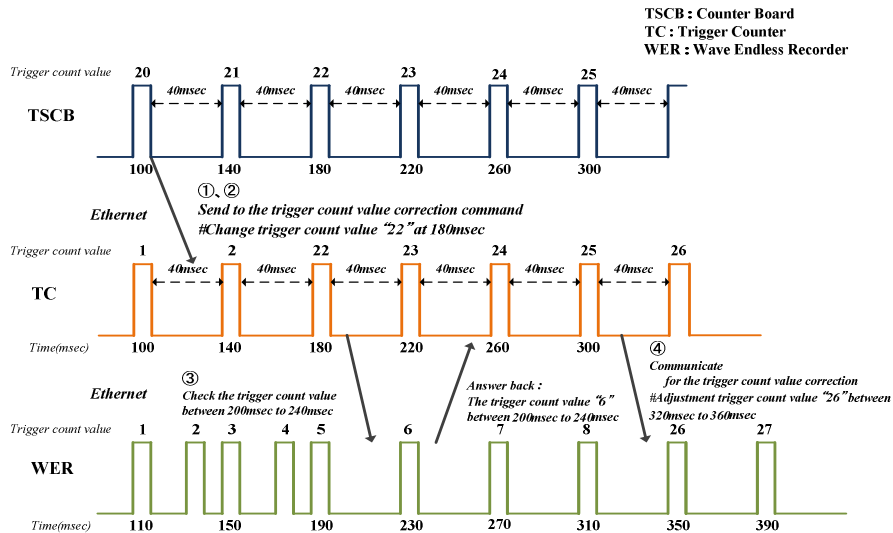 TSCB : Counter Board
TC : Trigger Counter
WER : Wave Endless Recorder
Trigger count value 20 21 22 23 24 25
40msec 40msec 40msec 40msec 40msec 40msec
TSCB
100 140 180 220 260 300
①、②
Ethernet
Send to the trigger count value correction command
#Change trigger count value “22” at 180msec
Trigger count value 1 2 22 23 24 25 26
40msec 40msec 40msec 40msec 40msec 40msec
TC
Time(msec) 100 140 180 220 260 300
④
Communicate
for the trigger count value correction
#Adjustment trigger count value “26” between
320msec to 360msec
③
Check the trigger count value
between 200msec to 240msec
Answer back :
The trigger count value “6”
between 200msec to 240msec
Ethernet
Trigger count value 1 2 3 4 5 6 7 8 26 27
WER
Time(msec) 110 150 190 230 270 310 350 390